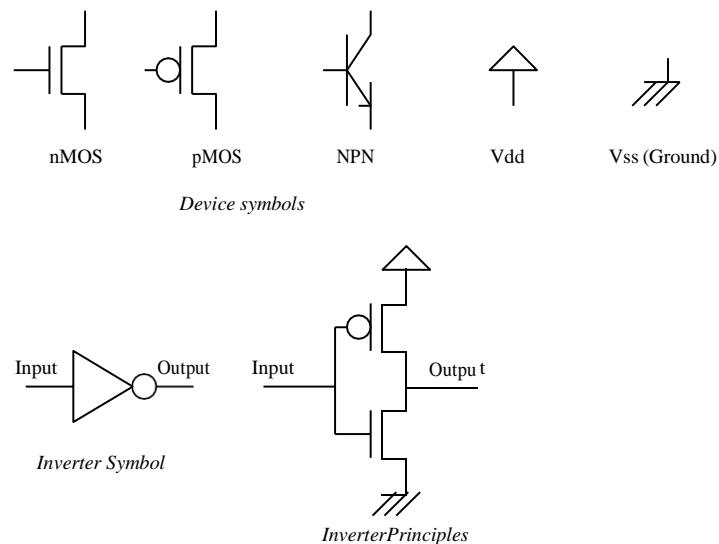 nMOS pMOS NPN Vdd Vss (Ground)
Device symbols
Input Output Input Outpu t
Inverter Symbol
InverterPrinciples